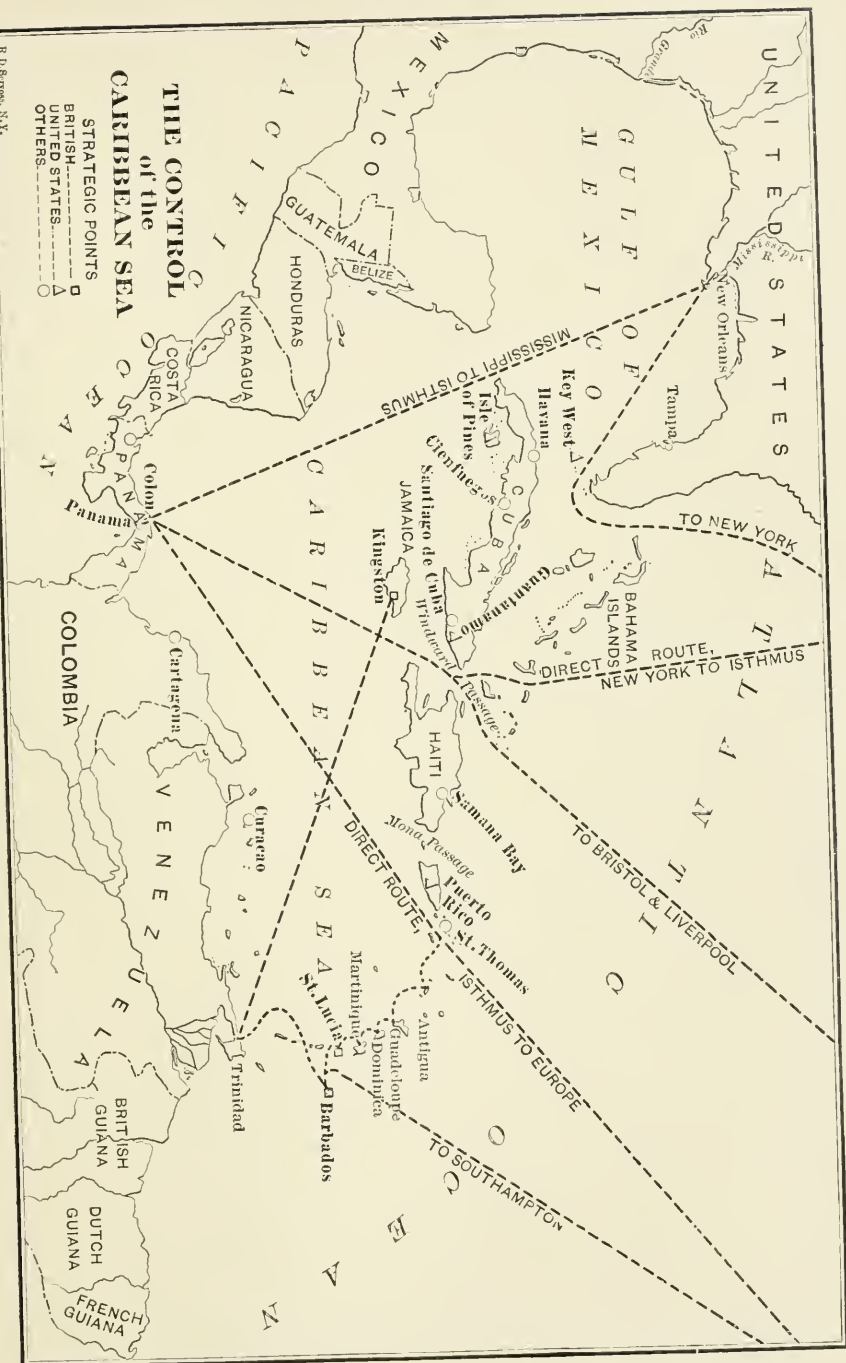 THE CONTROL
of the
CARIBBEAN SEA
STRATEGIC POINTS
BRITISH
UNITED STATES
OTHERS
UNITED STATES
Rio
Grande
Mississippi
R.
New Orleans
Tampa
MEXICO
GULF OF
MEXICO
Key West
Havana
Isle
of Pines
Cienfuegos
CUBA
Santiago de Cuba
Guantanamo
Windward Passage
BAHAMA
ISLANDS
TO NEW YORK
DIRECT ROUTE,
NEW YORK TO ISTHMUS
ATLANTIC OCEAN
TO BRISTOL & LIVERPOOL
MISSISSIPPI TO ISTHMUS
GUATEMALA
BELIZE
HONDURAS
NICARAGUA
COSTA
RICA
PANAMA
Colon
Panama
PACIFIC OCEAN
JAMAICA
Kingston
HAITI
Samana Bay
Mona Passage
Puerto
Rico
St. Thomas
CARIBBEAN SEA
DIRECT ROUTE,
ISTHMUS TO EUROPE
Antigua
Guadeloupe
Dominica
Martinique
St. Lucia
Barbados
TO SOUTHAMPTON
Trinidad
Curacao
Cartagena
COLOMBIA
VENEZUELA
BRITISH
GUIANA
DUTCH
GUIANA
FRENCH
GUIANA